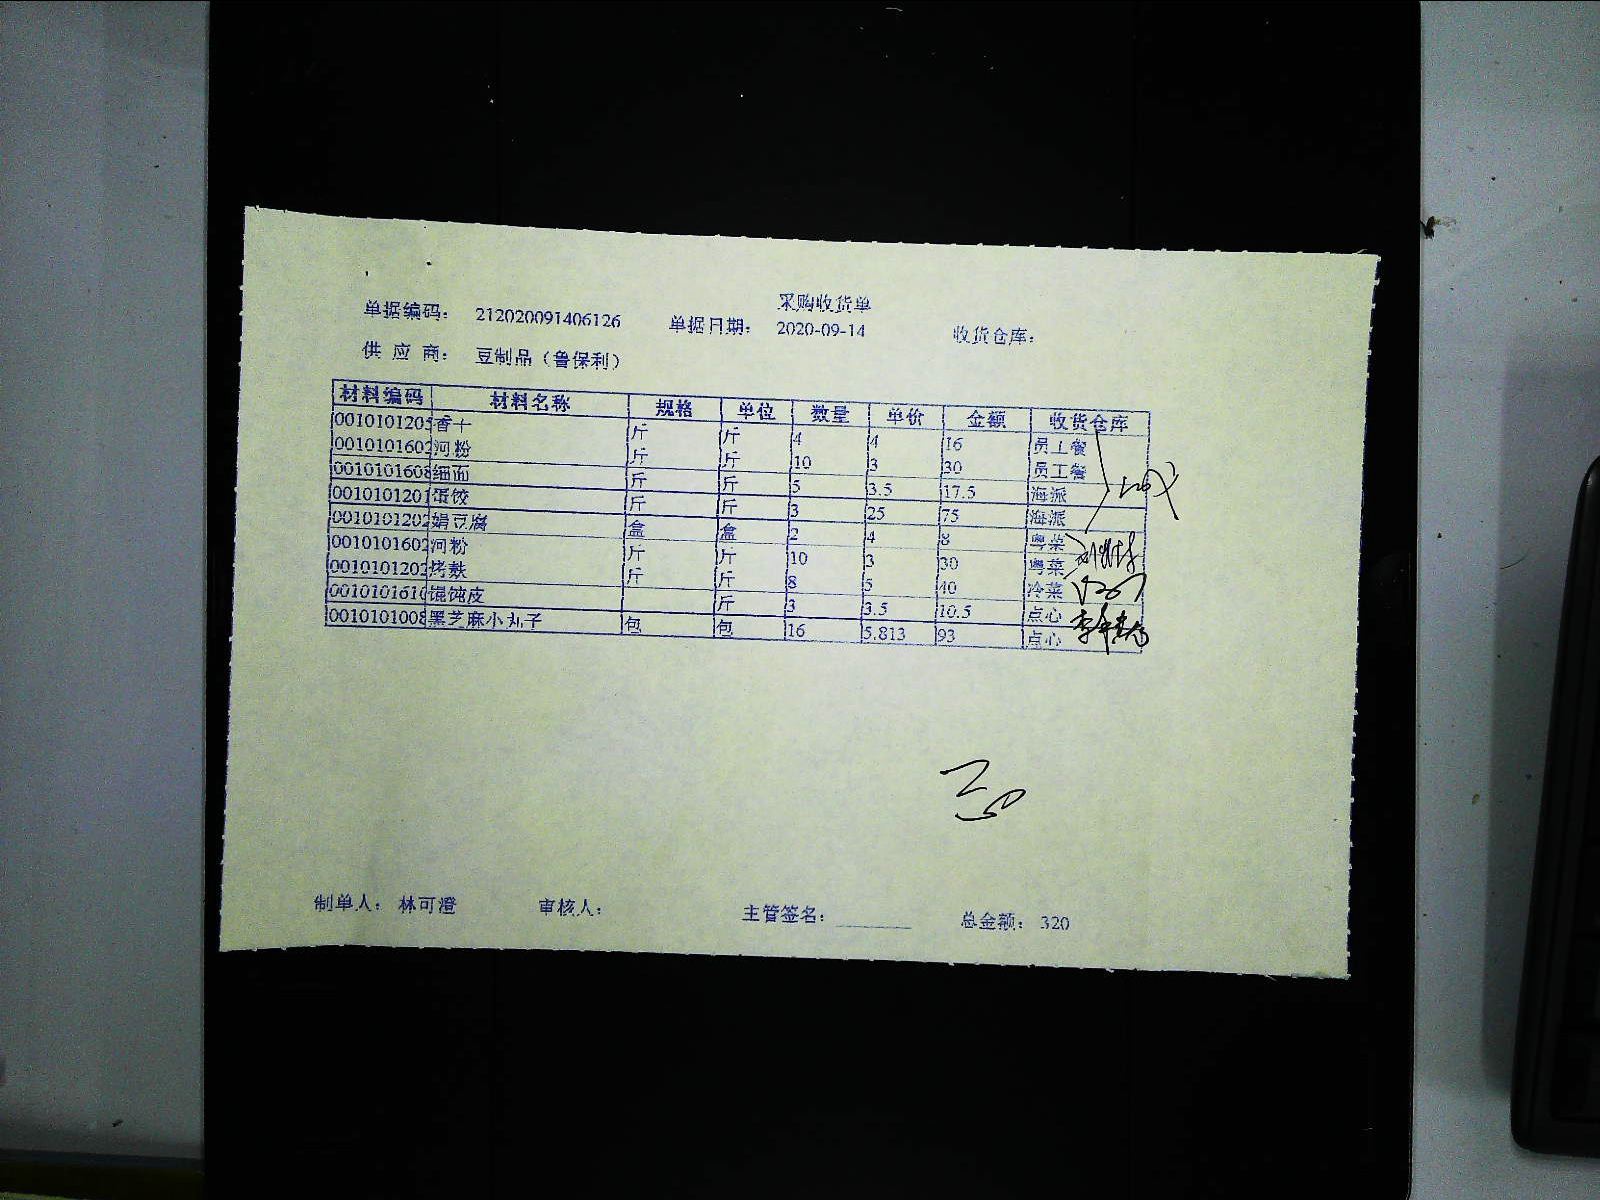 采购收货单
单据编码： 212020091406126 单据日期： 2020-09-14 收货仓库：
供 应 商： 豆制品（鲁保利）
材料编码 材料名称 规格 单位 数量 单价 金额 收货仓库
0010101205 香干 斤 斤 4 4 16 员工餐
0010101602 河粉 斤 斤 10 3 30 员工餐
0010101608 细面 斤 斤 5 3.5 17.5 海派
0010101201 蛋饺 斤 斤 3 25 75 海派
0010101202 娟豆腐 盒 盒 2 4 8 粤菜
0010101602 河粉 斤 斤 10 3 30 粤菜
0010101202 烤麸 斤 斤 8 5 40 冷菜
0010101610 馄饨皮 斤 3 3.5 10.5 点心
0010101008 黑芝麻小丸子 包 包 16 5.813 93 点心
制单人： 林可澄 审核人： 主管签名： 总金额： 320